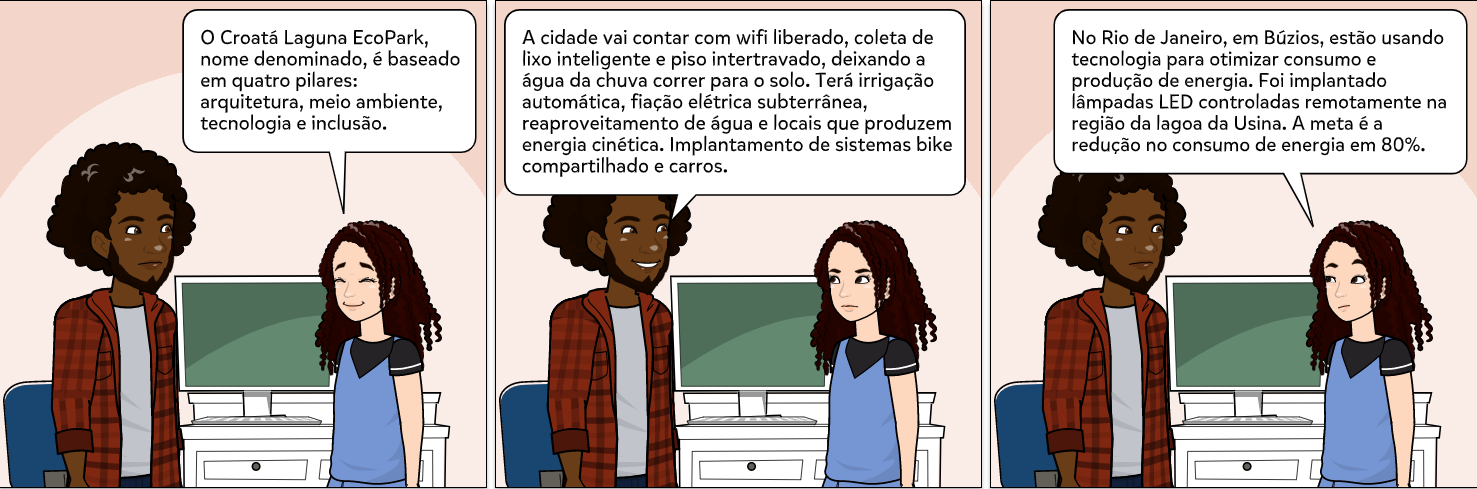 O Croatá Laguna EcoPark,
nome denominado, é baseado
em quatro pilares:
arquitetura, meio ambiente,
tecnologia e inclusão.
A cidade vai contar com wifi liberado, coleta de
lixo inteligente e piso intertravado, deixando a
água da chuva correr para o solo. Terá irrigação
automática, fiação elétrica subterrânea,
reaproveitamento de água e locais que produzem
energia cinética. Implantamento de sistemas bike
compartilhado e carros.
No Rio de Janeiro, em Búzios, estão usando
tecnologia para otimizar consumo e
produção de energia. Foi implantado
lâmpadas LED controladas remotamente na
região da lagoa da Usina. A meta é a
redução no consumo de energia em 80%.